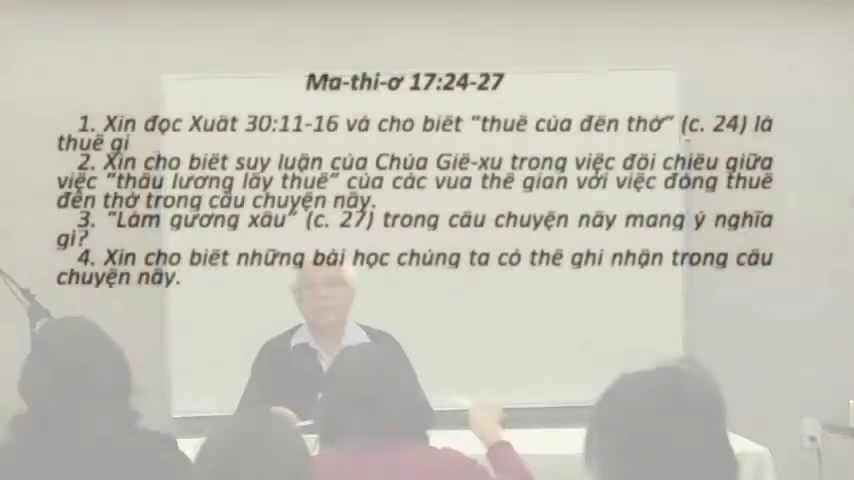 Ma-thi-ơ 17:24-27
1. Xin đọc Xuất 30:11-16 và cho biết "thuế của đền thờ" (c. 24) là
thuế gì
2. Xin cho biết suy luận của Chúa Giê-xu trong việc đối chiếu giữa
việc "thâu lương lấy thuế" của các vua thế gian với việc đóng thuế
đền thờ trong câu chuyện này.
3. "Làm gương xấu" (c. 27) trong câu chuyện này mang ý nghĩa
gì?
4. Xin cho biết những bài học chúng ta có thể ghi nhận trong câu
chuyện này.